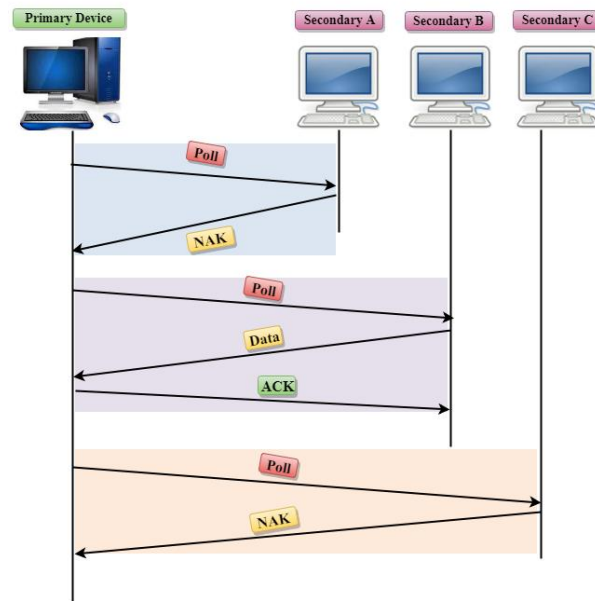 Primary Device
Secondary A
Secondary B
Secondary C
Poll
NAK
Poll
Data
ACK
Poll
NAK